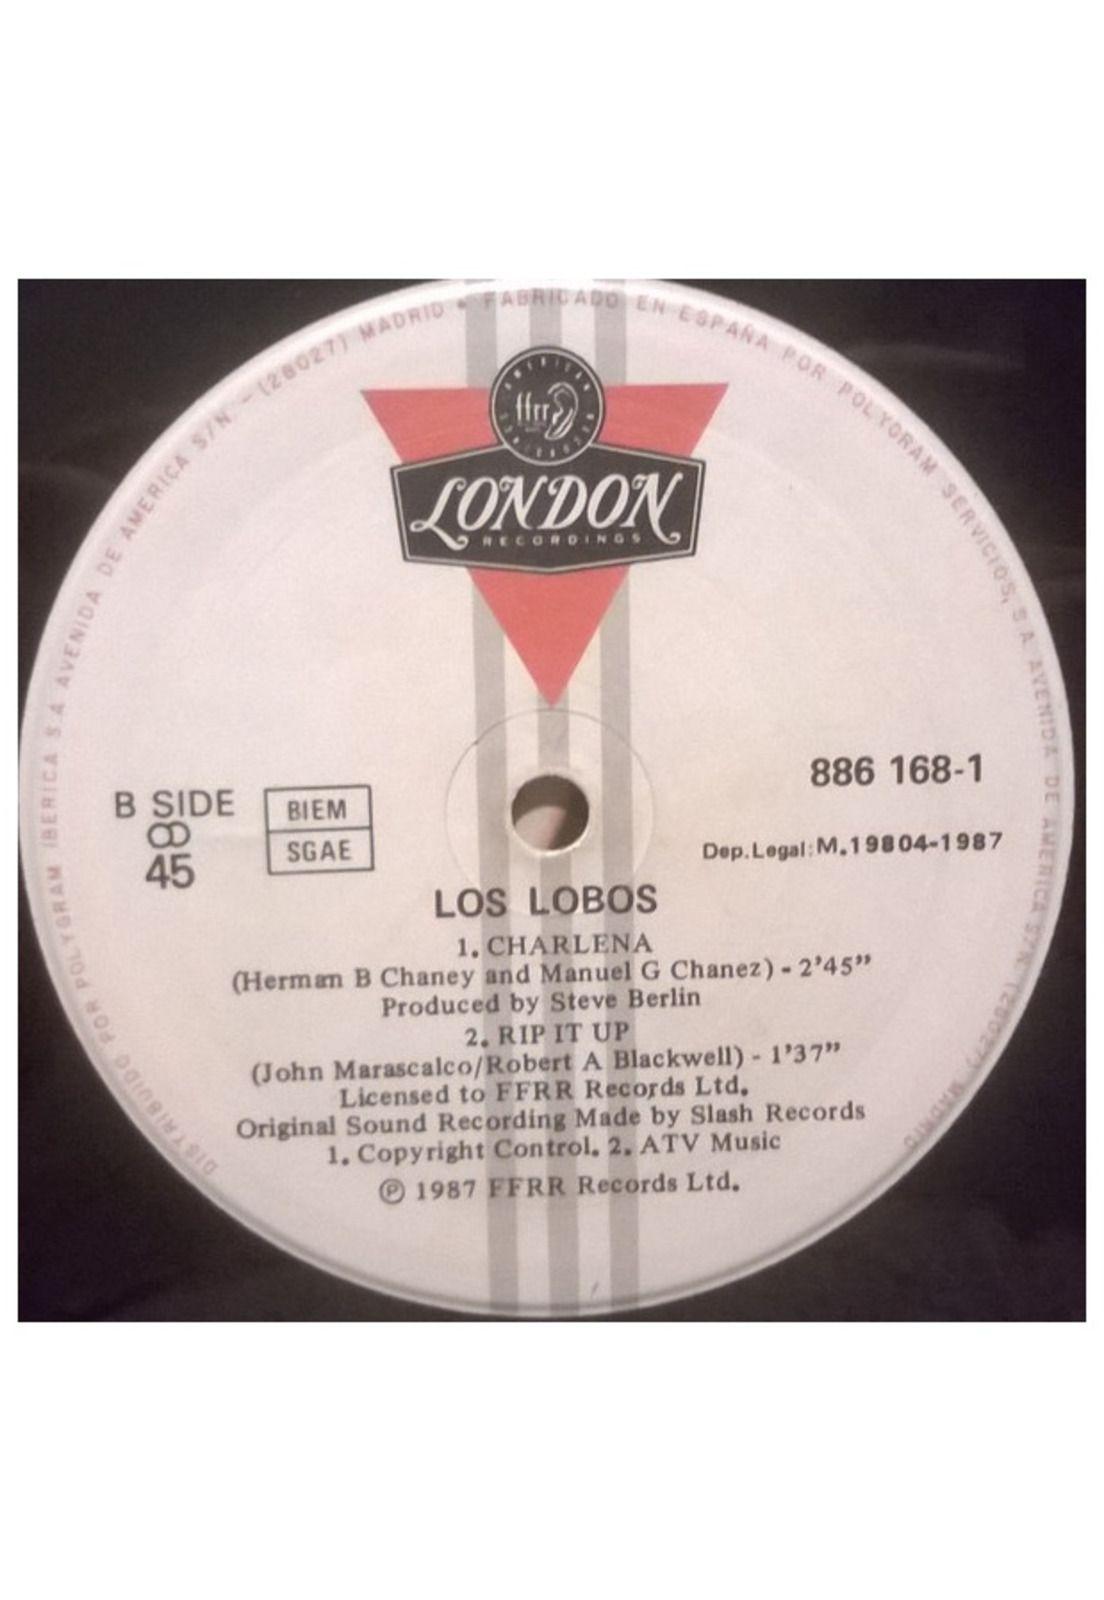 DISTRIBUIDO POR POLYGRAM IBERICA S.A. AVENIDA DE AMERICA S/N - (28027) MADRID • FABRICADO EN ESPAÑA POR POLYGRAM SERVICIOS, S.A. AVENIDA DE AMERICA S/N (28027) MADRID
AMERICAN
ffrr
RECORDINGS
LONDON
RECORDINGS
B SIDE
45
BIEM
SGAE
886 168-1
Dep.Legal: M.19804-1987
LOS LOBOS
1. CHARLENA
(Herman B Chaney and Manuel G Chanez) - 2'45"
Produced by Steve Berlin
2. RIP IT UP
(John Marascalco/Robert A Blackwell) - 1'37"
Licensed to FFRR Records Ltd.
Original Sound Recording Made by Slash Records
1. Copyright Control. 2. ATV Music
Ⓟ 1987 FFRR Records Ltd.